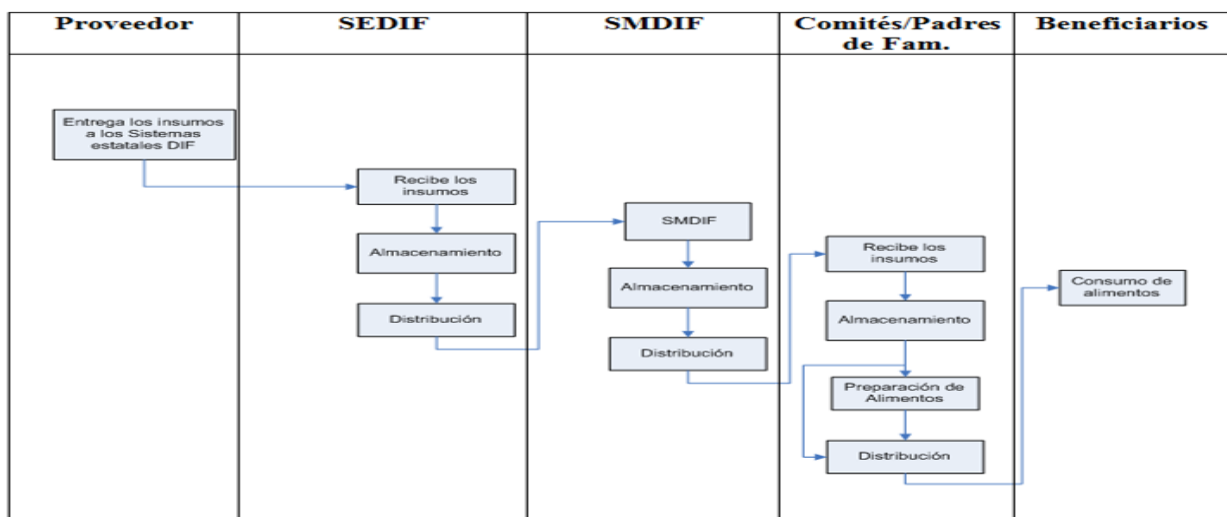 Proveedor
SEDIF
SMDIF
Comités/Padres
de Fam.
Beneficiarios
Entrega los insumos
a los Sistemas
estatales DIF
Recibe los
insumos
Almacenamiento
Distribución
SMDIF
Almacenamiento
Distribución
Recibe los
insumos
Almacenamiento
Preparación de
Alimentos
Distribución
Consumo de
alimentos